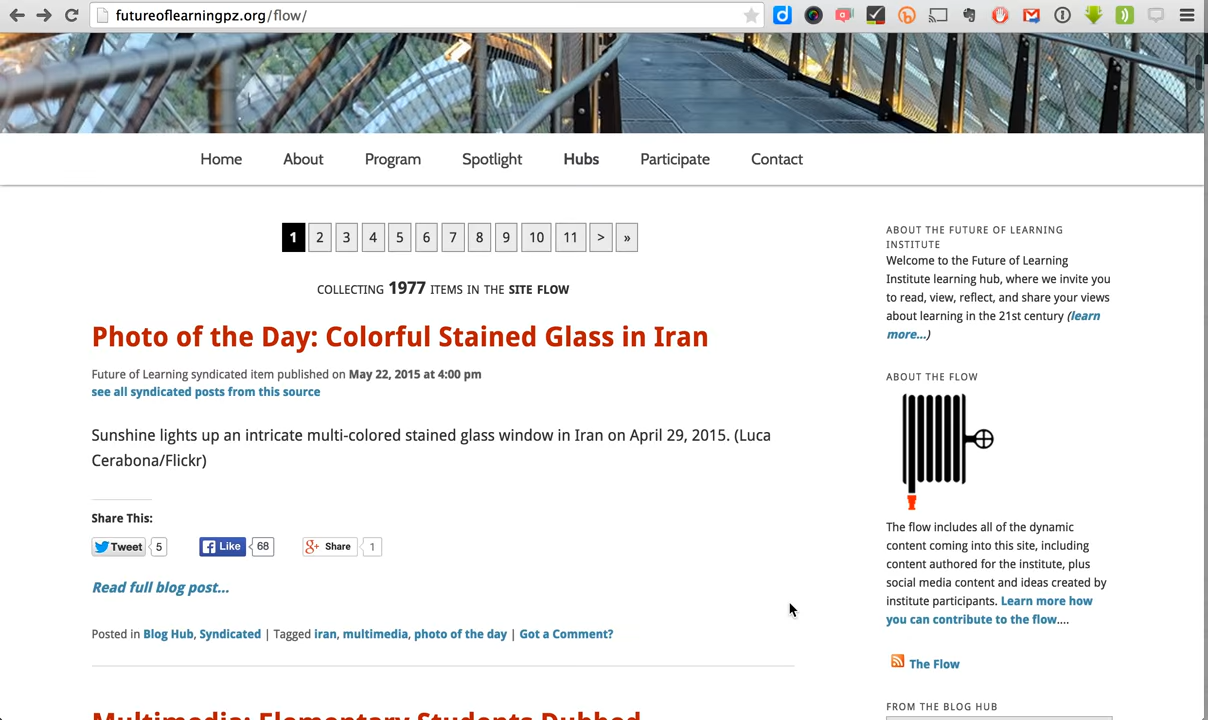 futureoflearningpz.org/flow/
Home About Program Spotlight Hubs Participate Contact
1 2 3 4 5 6 7 8 9 10 11 > »
COLLECTING 1977 ITEMS IN THE SITE FLOW
Photo of the Day: Colorful Stained Glass in Iran
Future of Learning syndicated item published on May 22, 2015 at 4:00 pm
see all syndicated posts from this source
Sunshine lights up an intricate multi-colored stained glass window in Iran on April 29, 2015. (Luca
Cerabona/Flickr)
Share This:
Tweet 5 Like 68 Share 1
Read full blog post...
Posted in Blog Hub, Syndicated | Tagged iran, multimedia, photo of the day | Got a Comment?
Multimedia: Elementary Students Dubbed
ABOUT THE FUTURE OF LEARNING
INSTITUTE
Welcome to the Future of Learning
Institute learning hub, where we invite you
to read, view, reflect, and share your views
about learning in the 21st century (learn
more...)
ABOUT THE FLOW
The flow includes all of the dynamic
content coming into this site, including
content authored for the institute, plus
social media content and ideas created by
institute participants. Learn more how
you can contribute to the flow....
The Flow
FROM THE BLOG HUB